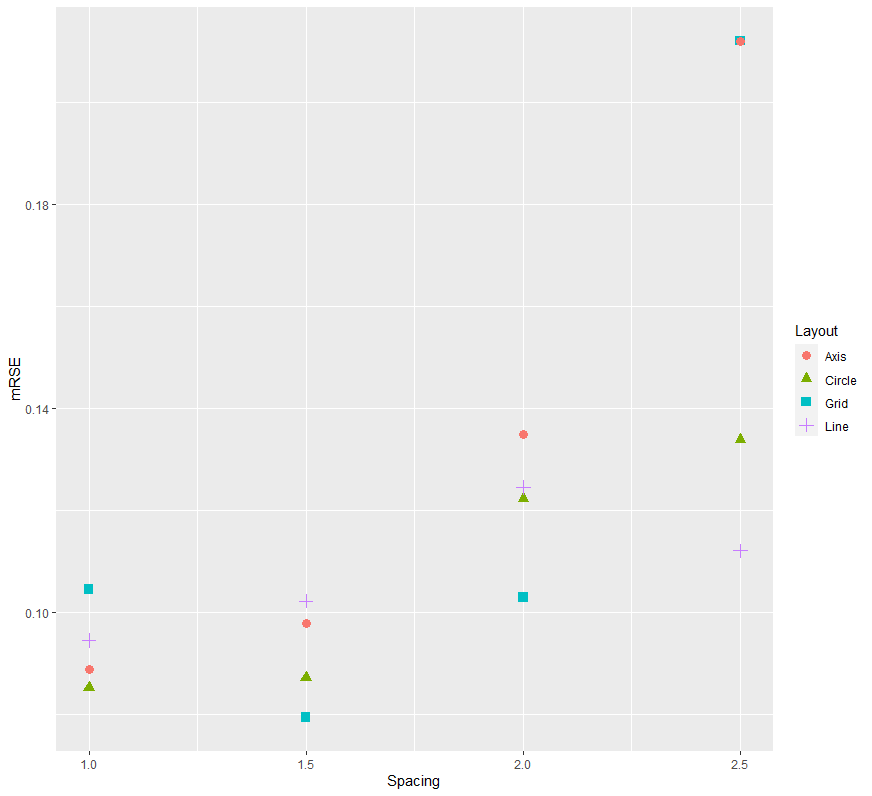 mRSE
0.18
0.14
0.10
1.0 1.5 2.0 2.5
Spacing
Layout
Axis
Circle
Grid
Line